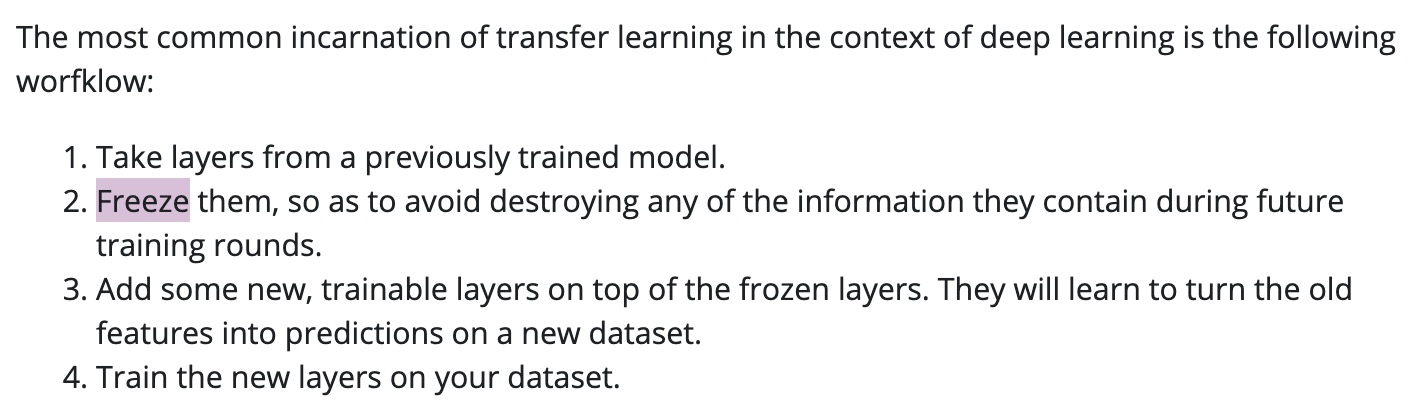 The most common incarnation of transfer learning in the context of deep learning is the following
worfklow:
1. Take layers from a previously trained model.
2. Freeze them, so as to avoid destroying any of the information they contain during future
training rounds.
3. Add some new, trainable layers on top of the frozen layers. They will learn to turn the old
features into predictions on a new dataset.
4. Train the new layers on your dataset.